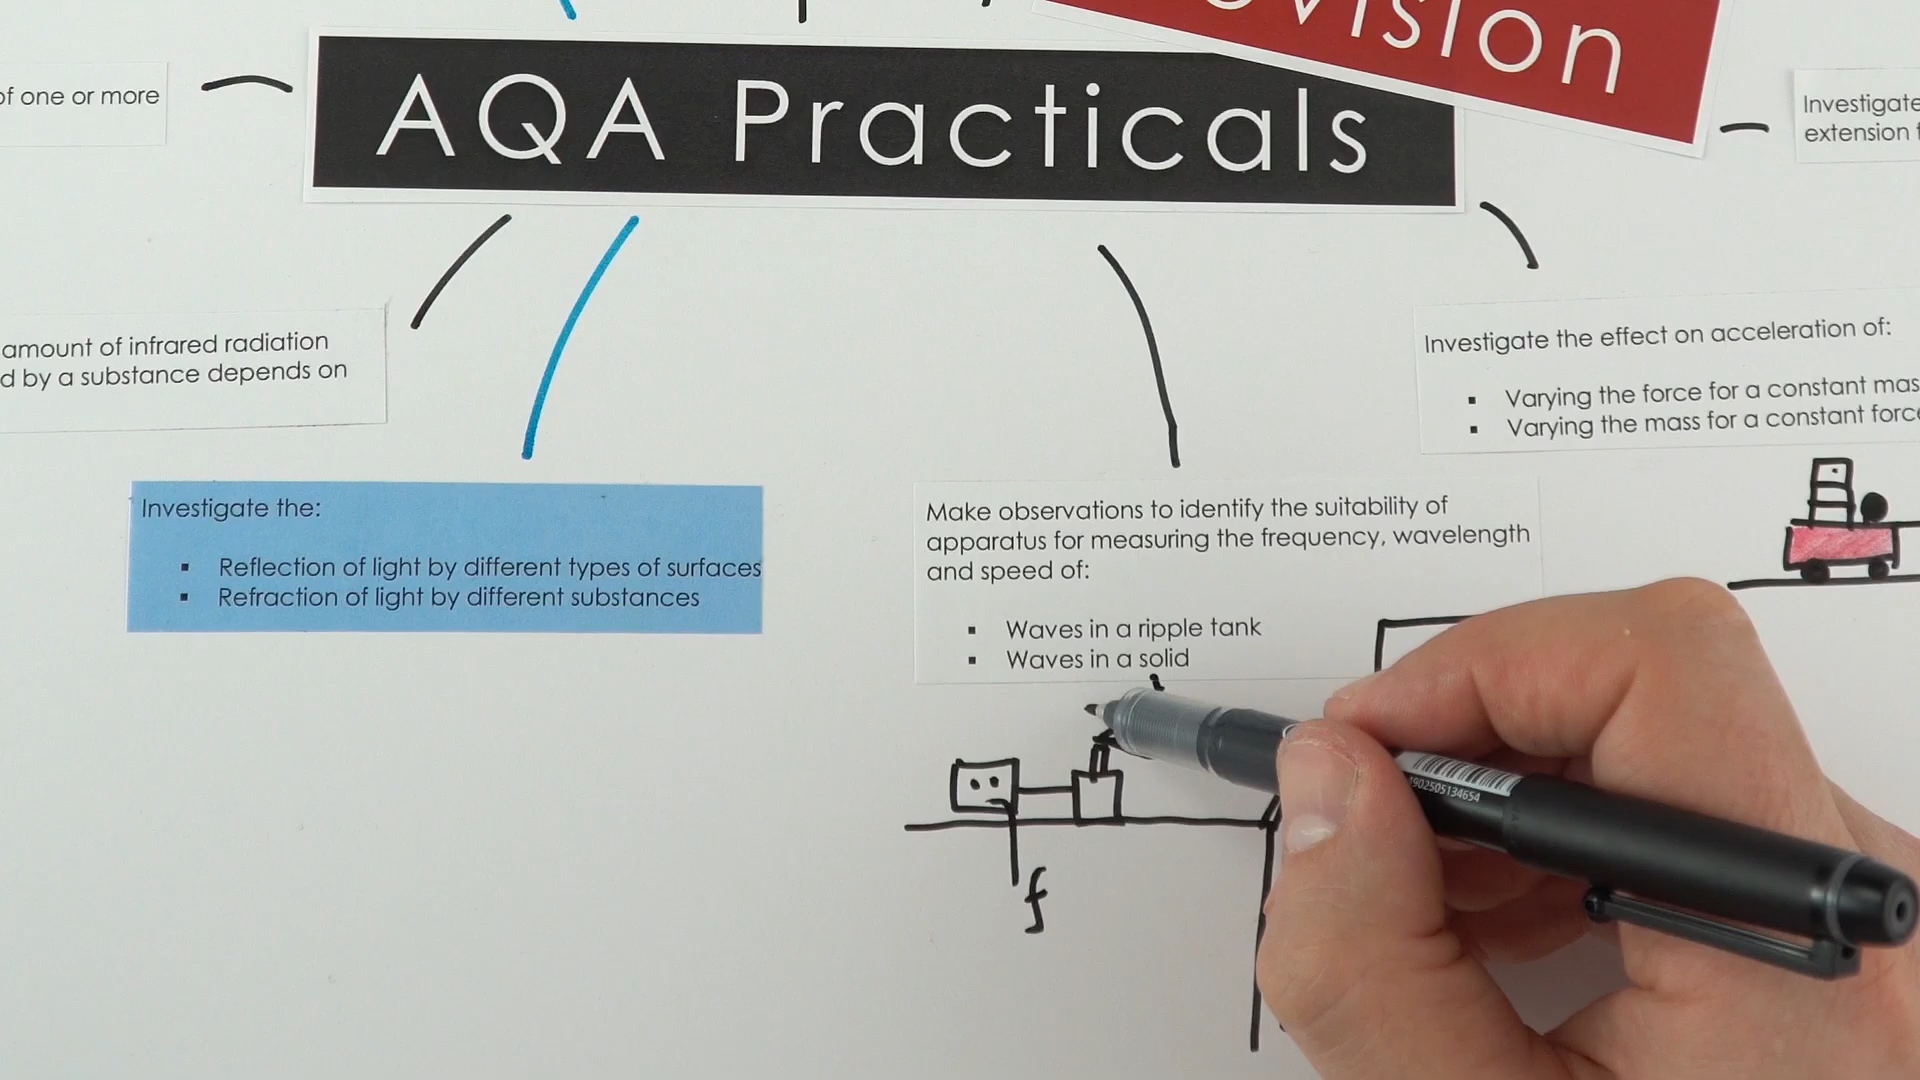 vision
AQA Practicals
of one or more
Investigate
extension
amount of infrared radiation
d by a substance depends on
Investigate the effect on acceleration of:
▪ Varying the force for a constant mas
▪ Varying the mass for a constant force
Investigate the:
▪ Reflection of light by different types of surfaces
▪ Refraction of light by different substances
Make observations to identify the suitability of
apparatus for measuring the frequency, wavelength
and speed of:
▪ Waves in a ripple tank
▪ Waves in a solid
f
4902505134654